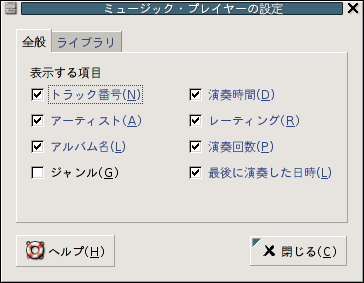 ミュージック・プレイヤーの設定
全般 ライブラリ
表示する項目
トラック番号(N) 演奏時間(D)
アーティスト(A) レーティング(R)
アルバム名(L) 演奏回数(P)
ジャンル(G) 最後に演奏した日時(L)
ヘルプ(H) 閉じる(C)